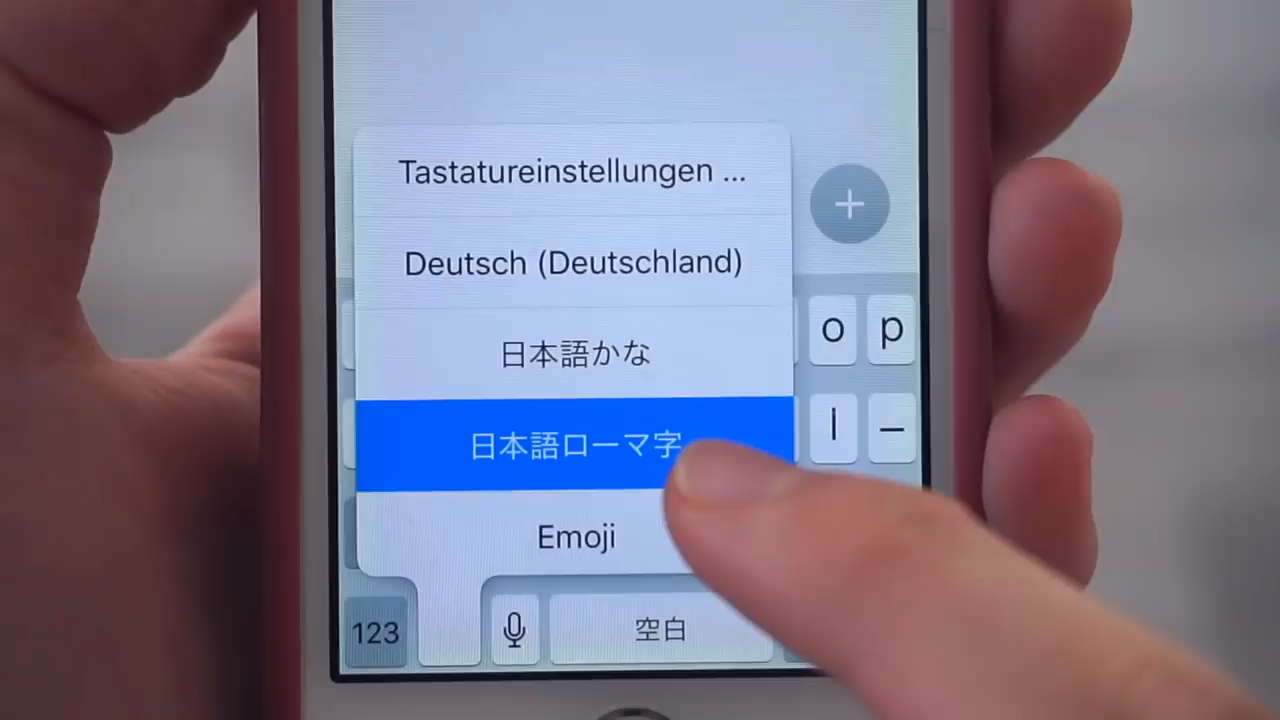 Tastatureinstellungen ...
Deutsch (Deutschland)
日本語かな
o p
日本語ローマ字
l ー
Emoji
123
空白